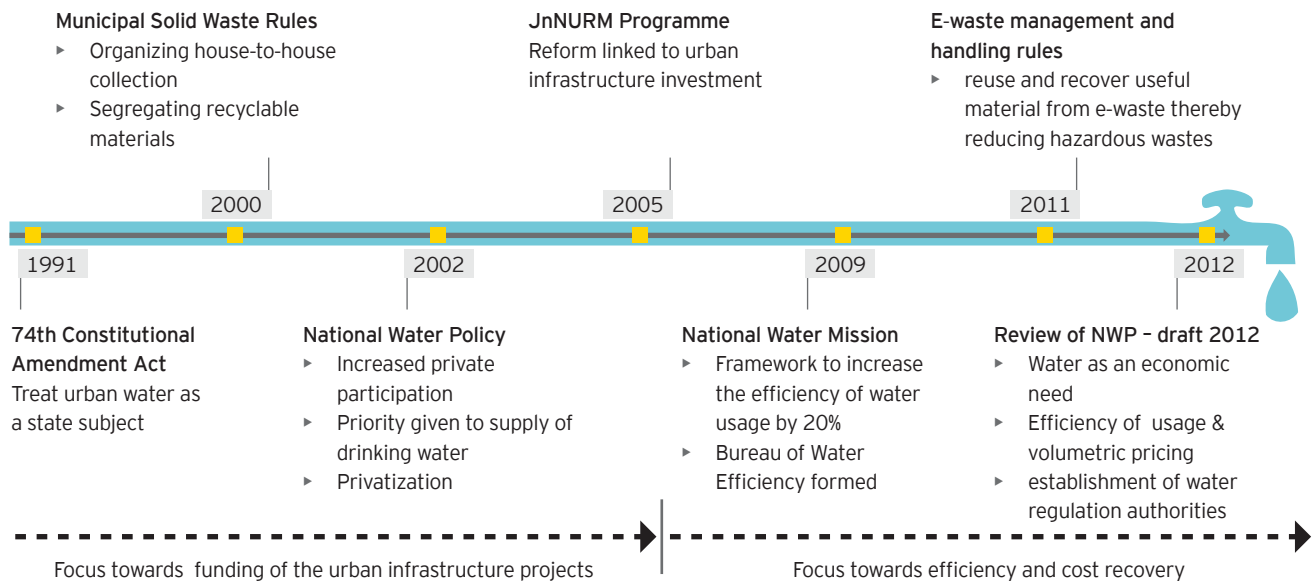 Municipal Solid Waste Rules
▸ Organizing house-to-house
collection
▸ Segregating recyclable
materials
JnNURM Programme
Reform linked to urban
infrastructure investment
E-waste management and
handling rules
▸ reuse and recover useful
material from e-waste thereby
reducing hazardous wastes
2000
2005
2011
1991
2002
2009
2012
74th Constitutional
Amendment Act
Treat urban water as
a state subject
National Water Policy
▸ Increased private
participation
▸ Priority given to supply of
drinking water
▸ Privatization
National Water Mission
▸ Framework to increase
the efficiency of water
usage by 20%
▸ Bureau of Water
Efficiency formed
Review of NWP – draft 2012
▸ Water as an economic
need
▸ Efficiency of usage &
volumetric pricing
▸ establishment of water
regulation authorities
Focus towards funding of the urban infrastructure projects
Focus towards efficiency and cost recovery